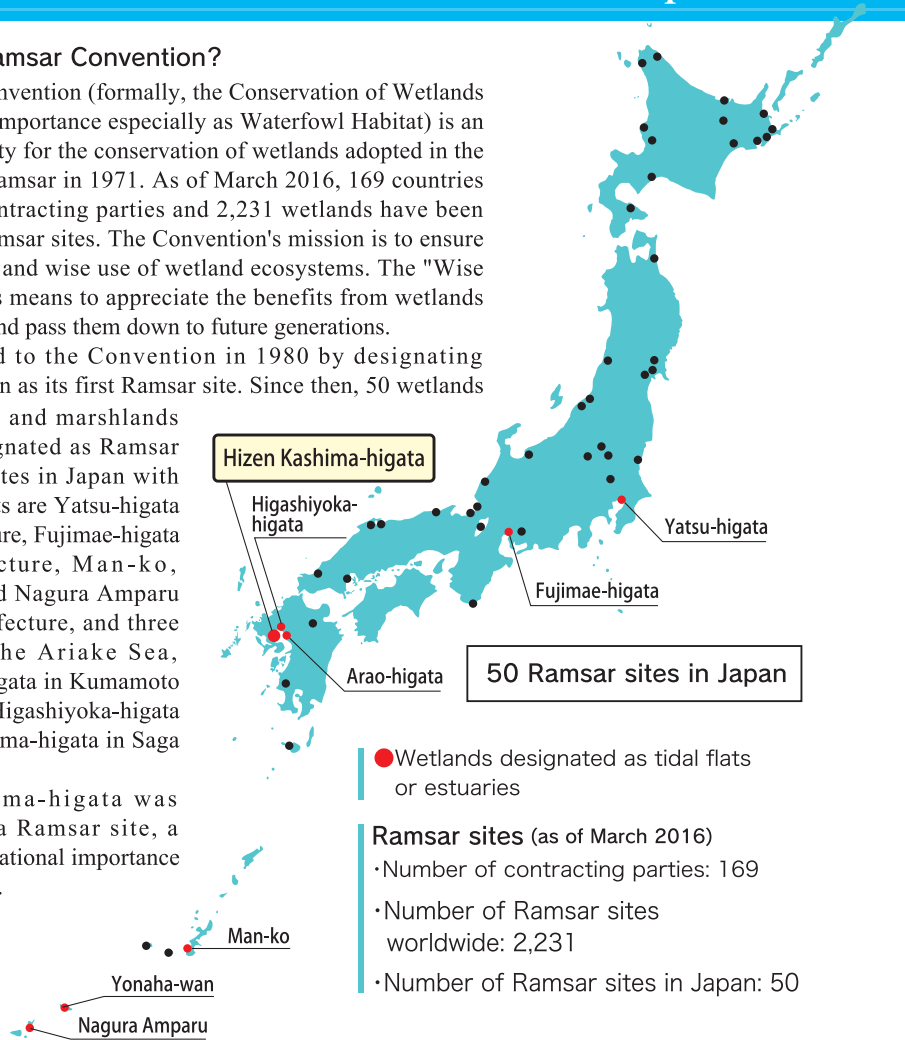 amsar Convention?
nvention (formally, the Conservation of Wetlands
mportance especially as Waterfowl Habitat) is an
ty for the conservation of wetlands adopted in the
amsar in 1971. As of March 2016, 169 countries
ntracting parties and 2,231 wetlands have been
msar sites. The Convention's mission is to ensure
and wise use of wetland ecosystems. The "Wise
s means to appreciate the benefits from wetlands
nd pass them down to future generations.
d to the Convention in 1980 by designating
n as its first Ramsar site. Since then, 50 wetlands
and marshlands
gnated as Ramsar
tes in Japan with
ts are Yatsu-higata
ure, Fujimae-higata
cture, Man-ko,
d Nagura Amparu
fecture, and three
he Ariake Sea,
gata in Kumamoto
Higashiyoka-higata
ma-higata in Saga
ma-higata was
a Ramsar site, a
ational importance
.
Hizen Kashima-higata
Higashiyoka-
higata
Yatsu-higata
Fujimae-higata
Arao-higata
50 Ramsar sites in Japan
Wetlands designated as tidal flats
or estuaries
Ramsar sites (as of March 2016)
・Number of contracting parties: 169
・Number of Ramsar sites
worldwide: 2,231
・Number of Ramsar sites in Japan: 50
Man-ko
Yonaha-wan
Nagura Amparu